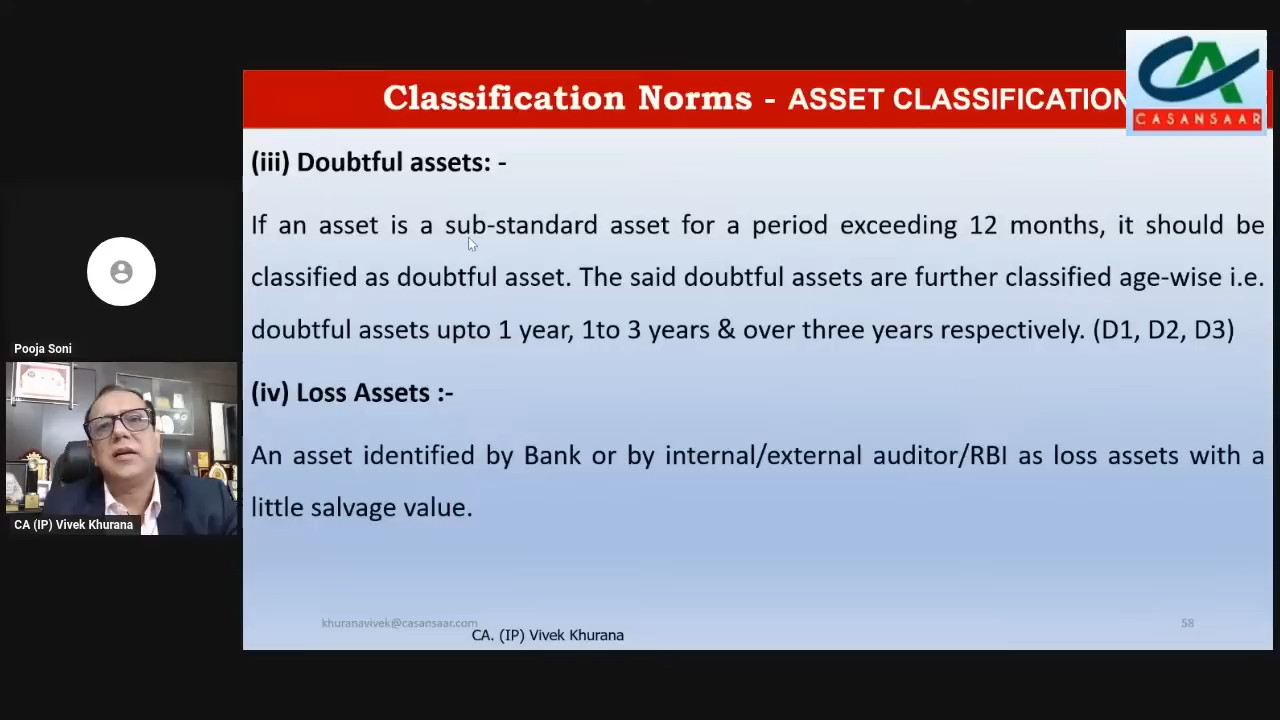 Classification Norms - ASSET CLASSIFICATION
CASANSAAR
(iii) Doubtful assets: -
If an asset is a sub-standard asset for a period exceeding 12 months, it should be
classified as doubtful asset. The said doubtful assets are further classified age-wise i.e.
doubtful assets upto 1 year, 1to 3 years & over three years respectively. (D1, D2, D3)
(iv) Loss Assets :-
An asset identified by Bank or by internal/external auditor/RBI as loss assets with a
little salvage value.
khuranavivek@casansaar.com
CA. (IP) Vivek Khurana
58
Pooja Soni
CA (IP) Vivek Khurana